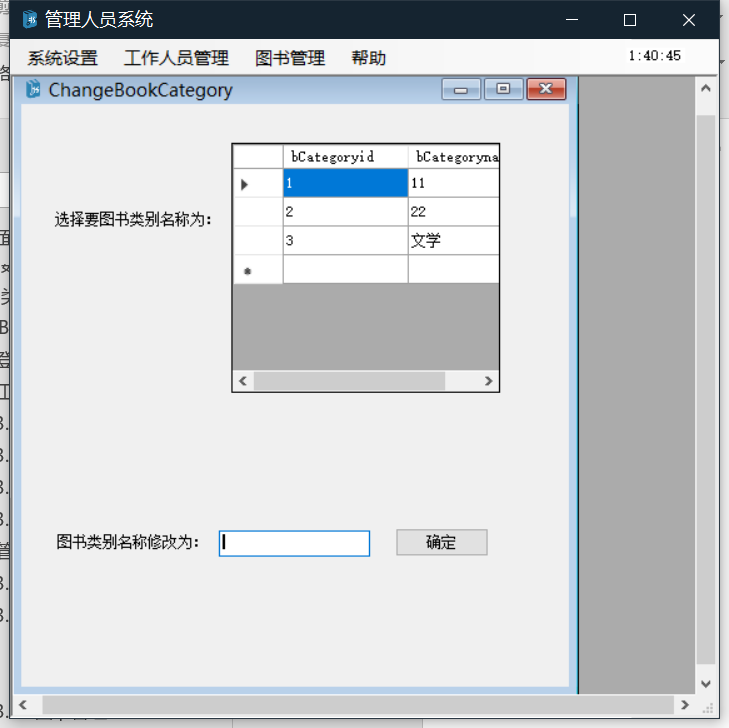 管理人员系统
系统设置 工作人员管理 图书管理 帮助 1:40:45
ChangeBookCategory
bCategoryid bCategoryna
1 11
选择要图书类别名称为:
2 22
3 文学
图书类别名称修改为: 确定